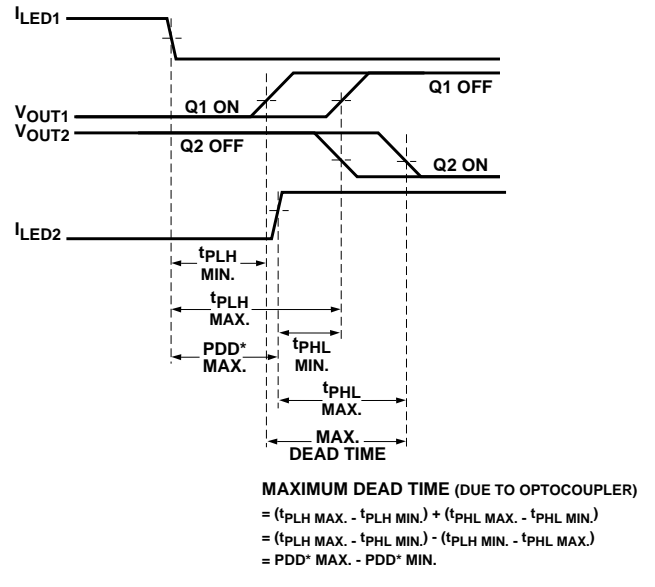 ILED1
Q1 OFF
VOUT1
Q1 ON
VOUT2
Q2 OFF
Q2 ON
ILED2
tPLH
MIN.
tPLH
MAX.
PDD*
MAX.
tPHL
MIN.
tPHL
MAX.
MAX.
DEAD TIME
MAXIMUM DEAD TIME (DUE TO OPTOCOUPLER)
= (tPLH MAX. - tPLH MIN.) + (tPHL MAX. - tPHL MIN.)
= (tPLH MAX. - tPHL MIN.) - (tPLH MIN. - tPHL MAX.)
= PDD* MAX. - PDD* MIN.